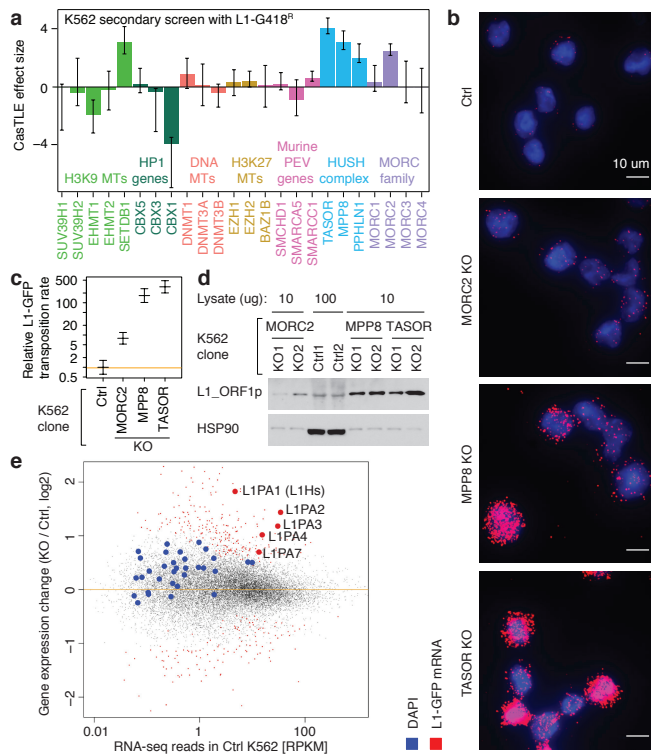 a
K562 secondary screen with L1-G418R
CasTLE effect size
4
0
−4
H3K9 MTs
HP1
genes
DNA
MTs
H3K27
MTs
Murine
PEV
genes
HUSH
complex
MORC
family
SUV39H1
SUV39H2
EHMT1
EHMT2
SETDB1
CBX5
CBX3
CBX1
DNMT1
DNMT3A
DNMT3B
EZH1
EZH2
BAZ1B
SMCHD1
SMARCA5
SMARCC1
TASOR
MPP8
PPHLN1
MORC1
MORC2
MORC3
MORC4
b
Ctrl
10 um
MORC2 KO
MPP8 KO
TASOR KO
DAPI
L1-GFP mRNA
c
Relative L1-GFP
transposition rate
500
100
20
5
2
0.5
Ctrl
MORC2
MPP8
TASOR
K562
clone
KO
d
Lysate (ug): 10 100 10
K562
clone
MORC2
MPP8 TASOR
KO1
KO2
Ctrl1
Ctrl2
KO1
KO2
KO1
KO2
L1_ORF1p
HSP90
e
Gene expression change (KO / Ctrl, log2)
2
1
0
-1
-2
L1PA1 (L1Hs)
L1PA2
L1PA3
L1PA4
L1PA7
0.01
1
100
RNA-seq reads in Ctrl K562 [RPKM]